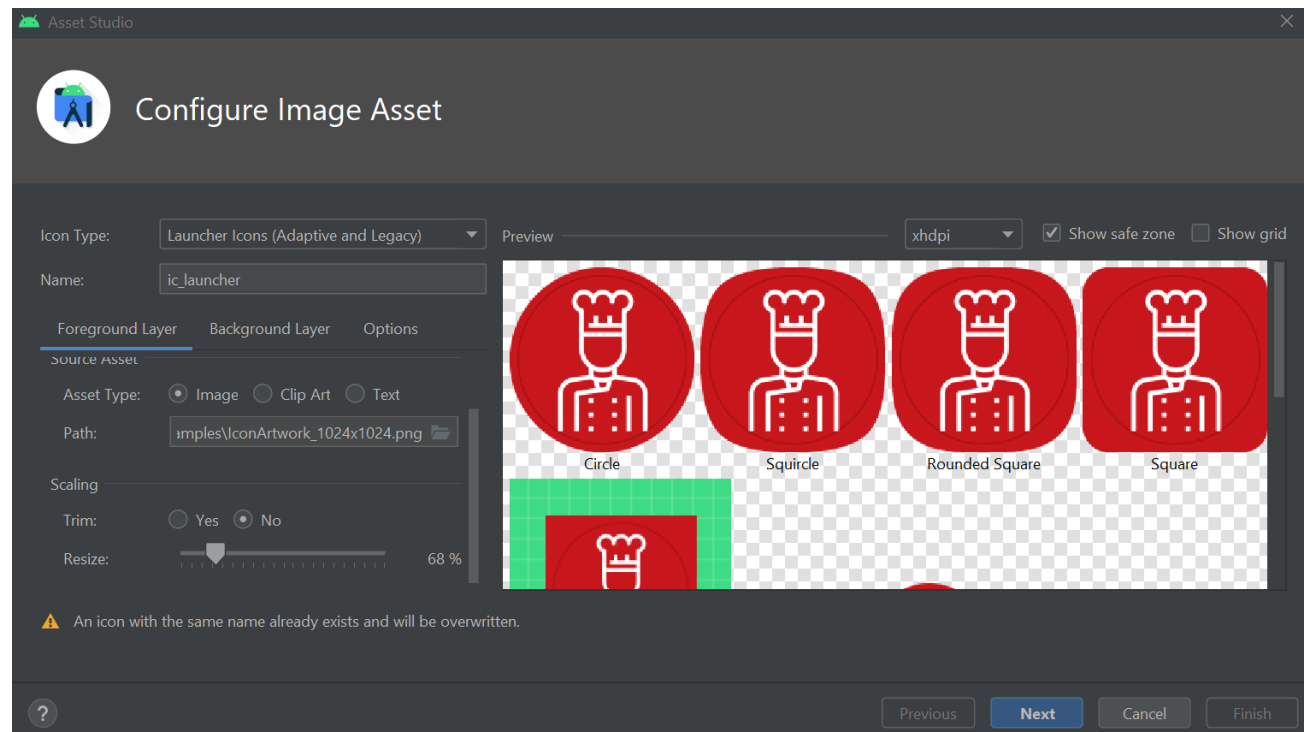 Asset Studio
Configure Image Asset
Icon Type: Launcher Icons (Adaptive and Legacy)
Name: ic_launcher
Foreground Layer Background Layer Options
Source Asset
Asset Type: Image Clip Art Text
Path: ımples\IconArtwork_1024x1024.png
Scaling
Trim: Yes No
Resize: 68 %
Preview xhdpi Show safe zone Show grid
Circle Squircle Rounded Square Square
An icon with the same name already exists and will be overwritten.
? Previous Next Cancel Finish